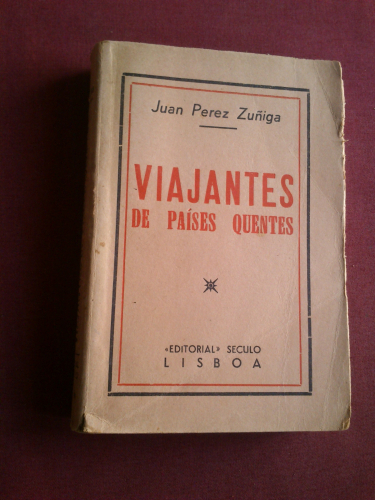 Juan Perez Zuñiga
VIAJANTES
DE PAÍSES QUENTES
«EDITORIAL» SECULO
LISBOA